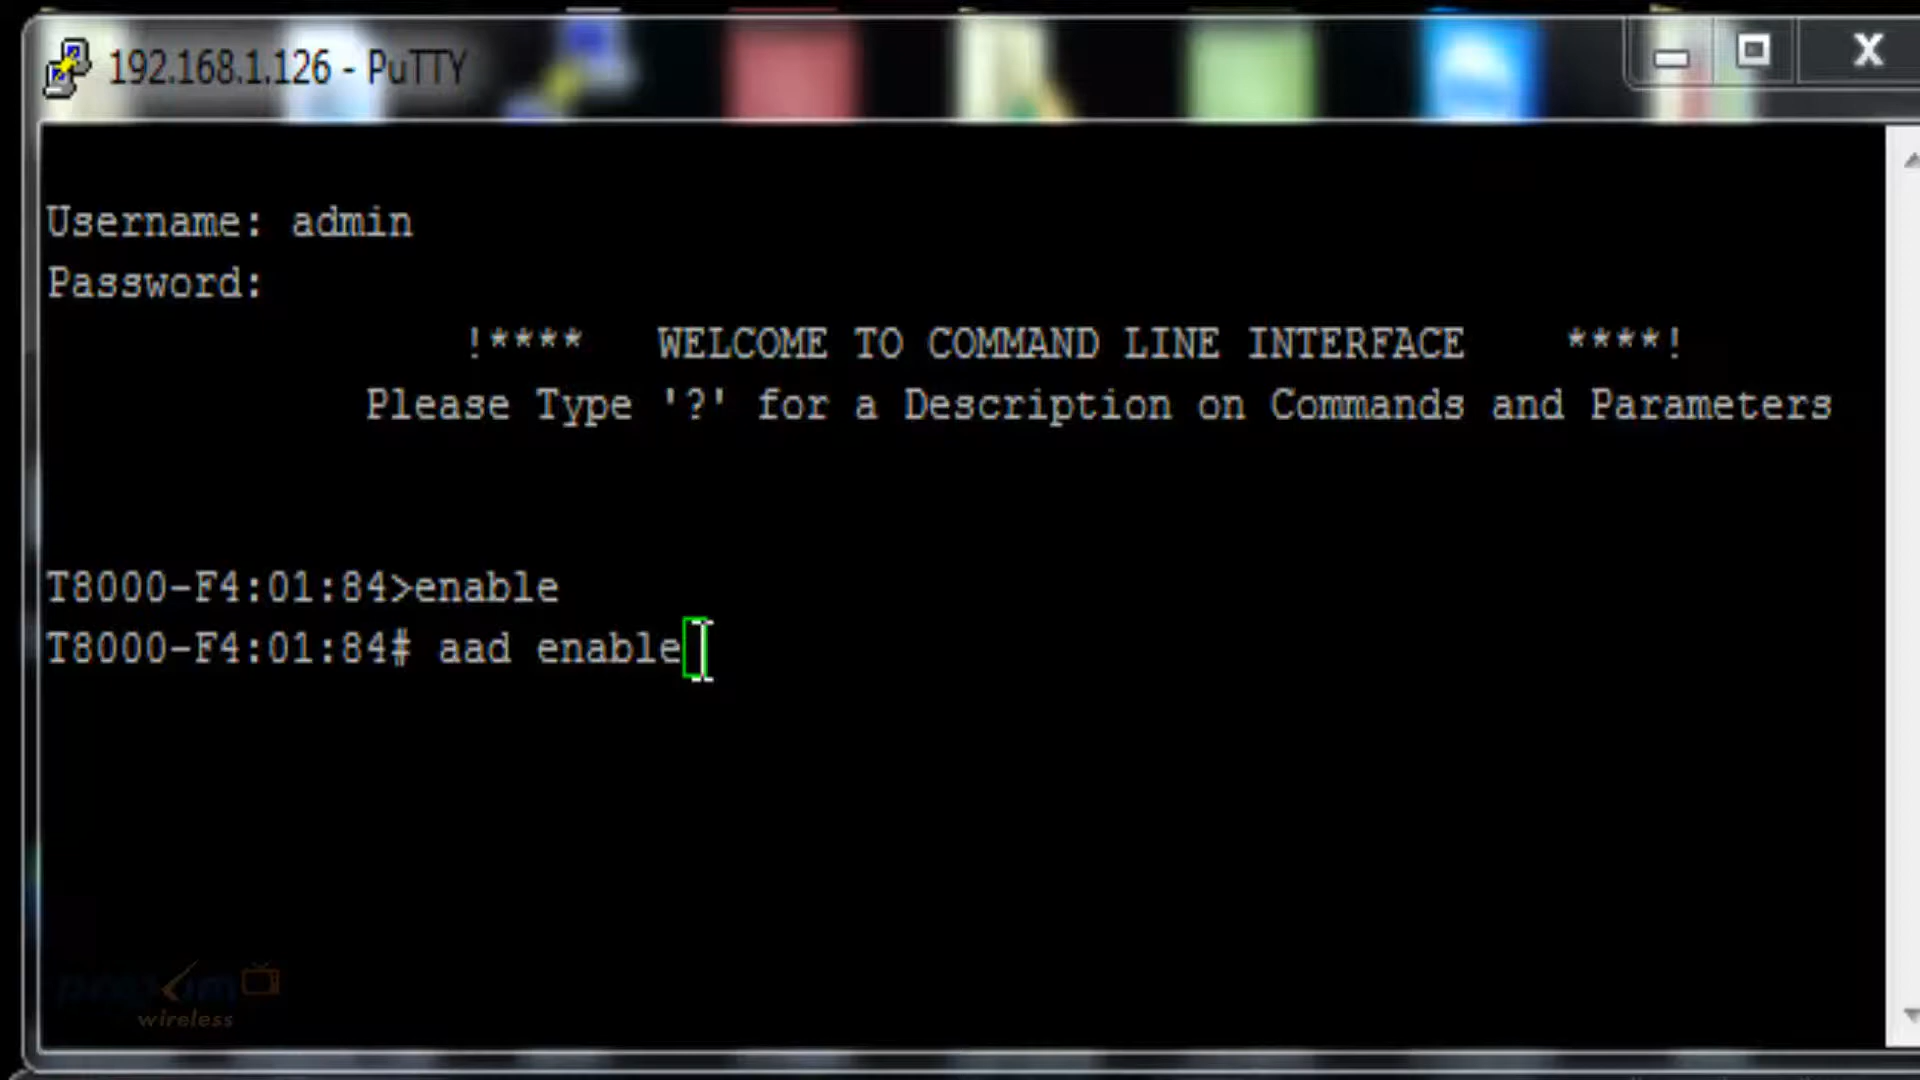 192.168.1.126 - PuTTY
Username: admin
Password:
!**** WELCOME TO COMMAND LINE INTERFACE ****!
Please Type '?' for a Description on Commands and Parameters
T8000-F4:01:84>enable
T8000-F4:01:84# aad enable
proxim
wireless